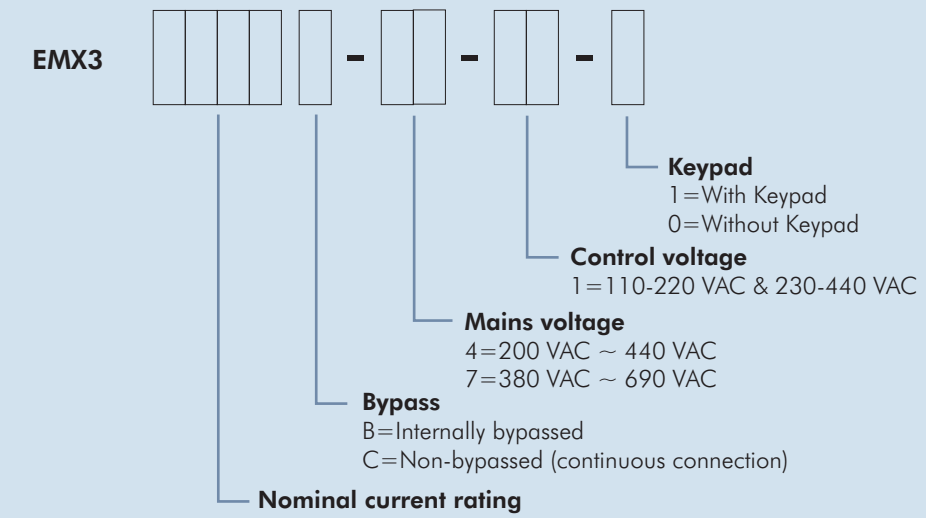 EMX3 - - -
Keypad
1=With Keypad
0=Without Keypad
Control voltage
1=110-220 VAC & 230-440 VAC
Mains voltage
4=200 VAC ~ 440 VAC
7=380 VAC ~ 690 VAC
Bypass
B=Internally bypassed
C=Non-bypassed (continuous connection)
Nominal current rating